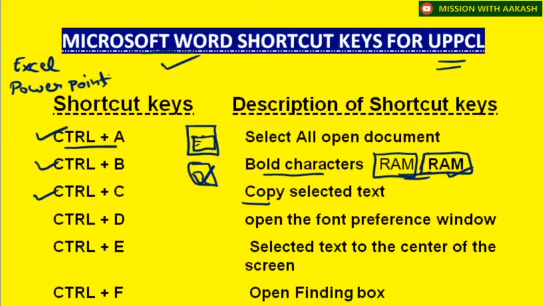 MISSION WITH AAKASH
MICROSOFT WORD SHORTCUT KEYS FOR UPPCL
Excel
Power Point
Shortcut keys Description of Shortcut keys
CTRL + A Select All open document
CTRL + B Bold characters RAM RAM
CTRL + C Copy selected text
CTRL + D open the font preference window
CTRL + E Selected text to the center of the
screen
CTRL + F Open Finding box